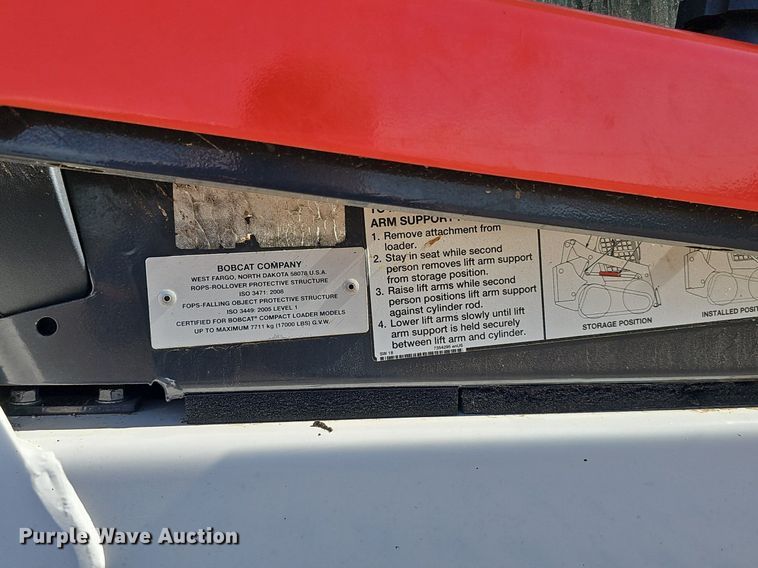 ARM SUPPORT
1. Remove attachment from
loader.
2. Stay in seat while second
person removes lift arm support
from storage position.
3. Raise lift arms while second
person positions lift arm support
against cylinder rod.
4. Lower lift arms slowly until lift
arm support is held securely
between lift arm and cylinder.
SW 18
7354295 enUS
STORAGE POSITION
INSTALLED POSI
BOBCAT COMPANY
WEST FARGO, NORTH DAKOTA 58078 U.S.A.
ROPS-ROLLOVER PROTECTIVE STRUCTURE
ISO 3471: 2008
FOPS-FALLING OBJECT PROTECTIVE STRUCTURE
ISO 3449: 2005 LEVEL 1
CERTIFIED FOR BOBCAT® COMPACT LOADER MODELS
UP TO MAXIMUM 7711 kg (17000 LBS) G.V.W.
Purple Wave Auction